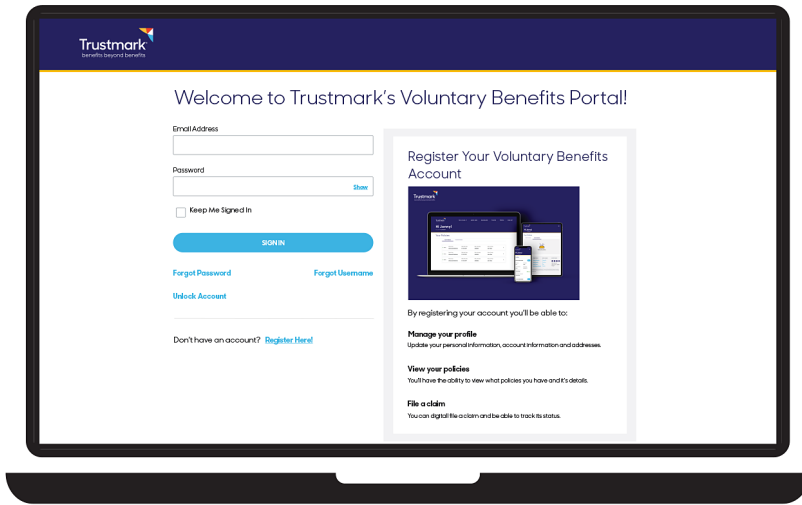 Trustmark
benefits beyond benefits
Welcome to Trustmark's Voluntary Benefits Portal!
Email Address
Password
Show
Keep Me Signed In
SIGN IN
Forgot Password
Forgot Username
Unlock Account
Don't have an account? Register Here!
Register Your Voluntary Benefits
Account
Trustmark
Hi Jammy!
By registering your account you'll be able to:
Manage your profile
Update your personal information, account information and addresses.
View your policies
You'll have the ability to view what policies you have and it's details.
File a claim
You can digital file a claim and be able to track its status.